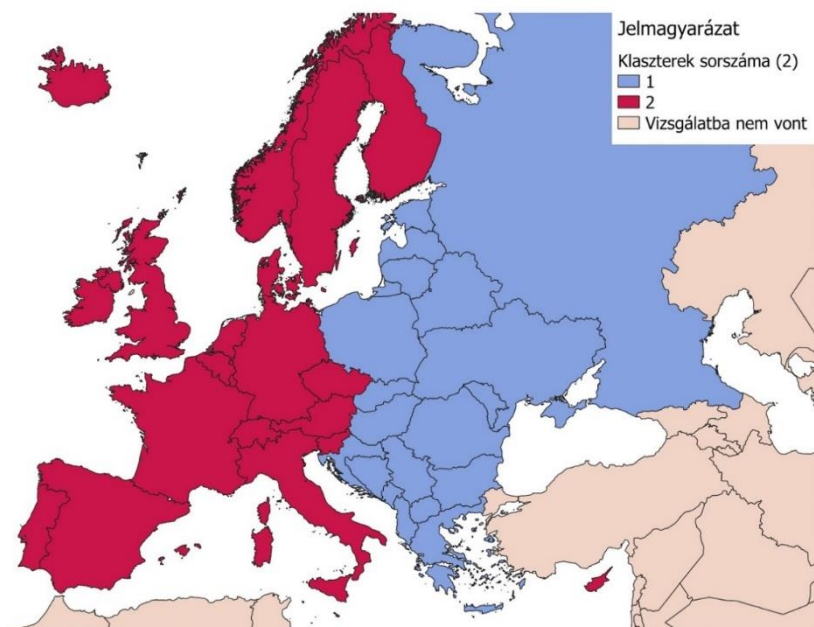 Jelmagyarázat
Klaszterek sorszáma (2)
1
2
Vizsgálatba nem vont